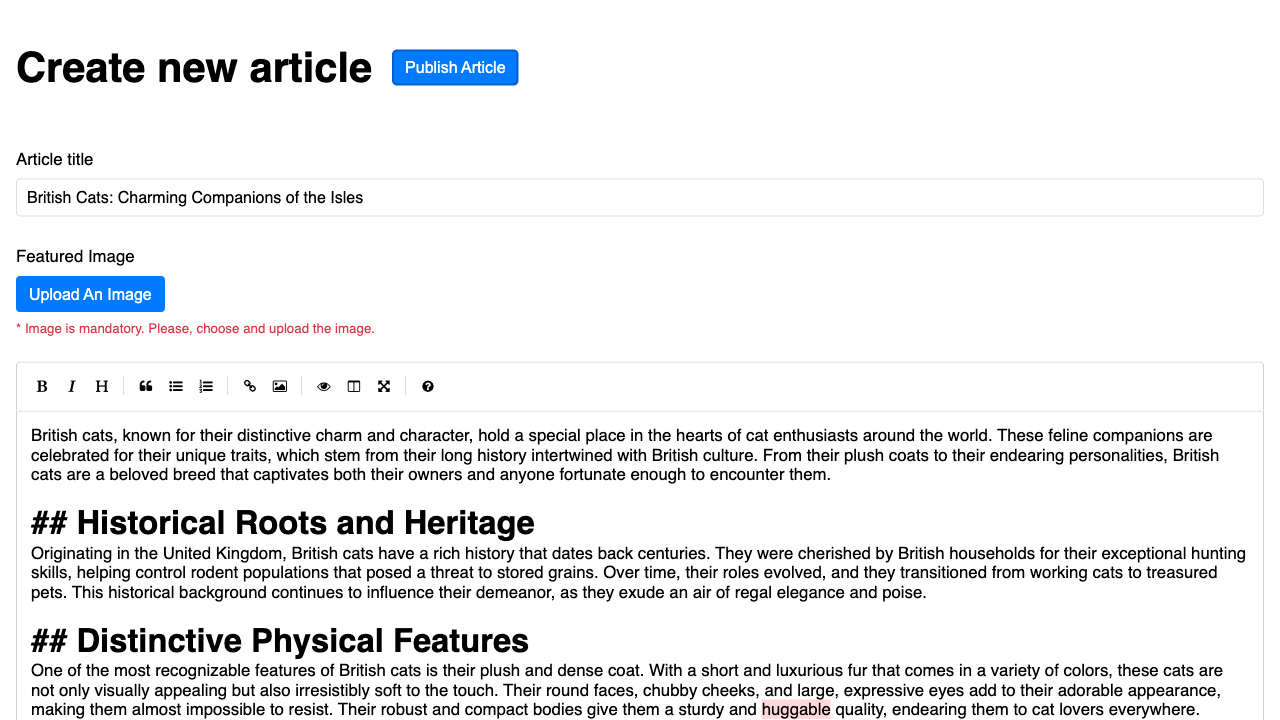 Create new article
Publish Article
Article title
British Cats: Charming Companions of the Isles
Featured Image
Upload An Image
* Image is mandatory. Please, choose and upload the image.
B I H
British cats, known for their distinctive charm and character, hold a special place in the hearts of cat enthusiasts around the world. These feline companions are
celebrated for their unique traits, which stem from their long history intertwined with British culture. From their plush coats to their endearing personalities, British
cats are a beloved breed that captivates both their owners and anyone fortunate enough to encounter them.
## Historical Roots and Heritage
Originating in the United Kingdom, British cats have a rich history that dates back centuries. They were cherished by British households for their exceptional hunting
skills, helping control rodent populations that posed a threat to stored grains. Over time, their roles evolved, and they transitioned from working cats to treasured
pets. This historical background continues to influence their demeanor, as they exude an air of regal elegance and poise.
## Distinctive Physical Features
One of the most recognizable features of British cats is their plush and dense coat. With a short and luxurious fur that comes in a variety of colors, these cats are
not only visually appealing but also irresistibly soft to the touch. Their round faces, chubby cheeks, and large, expressive eyes add to their adorable appearance,
making them almost impossible to resist. Their robust and compact bodies give them a sturdy and huggable quality, endearing them to cat lovers everywhere.